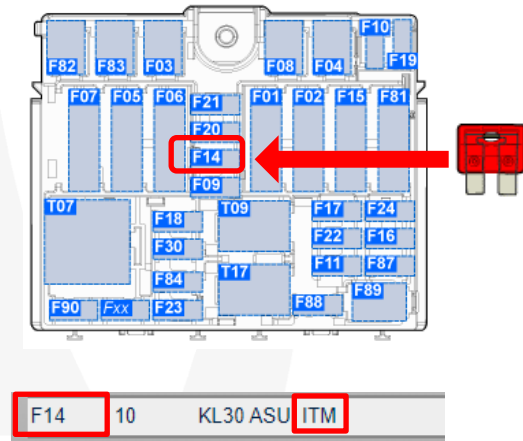 F10
F82 F83 F03 F08 F04 F19
F07 F05 F06 F21 F01 F02 F15 F81
F20
F14
F09
T07 F18 T09 F17 F24
F30 F22 F16
F84 T17 F11 F87
F90 Fxx F23 F88 F89
F14 10 KL30 ASU ITM